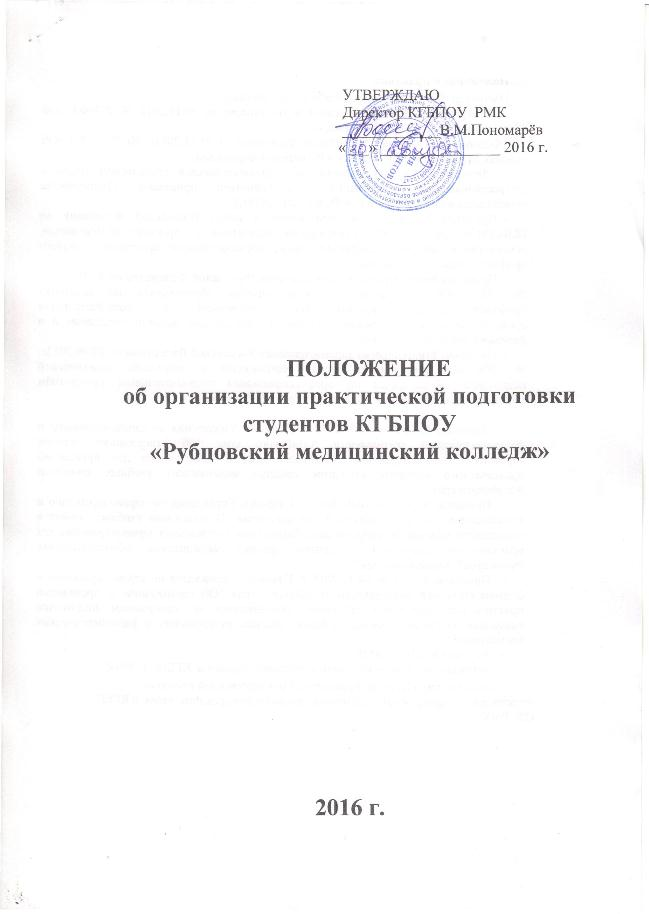 УТВЕРЖДАЮ
Директор КГБПОУ РМК
В.М.Пономарёв
« » 2016 г.
ПОЛОЖЕНИЕ
об организации практической подготовки
студентов КГБПОУ
«Рубцовский медицинский колледж»
2016 г.